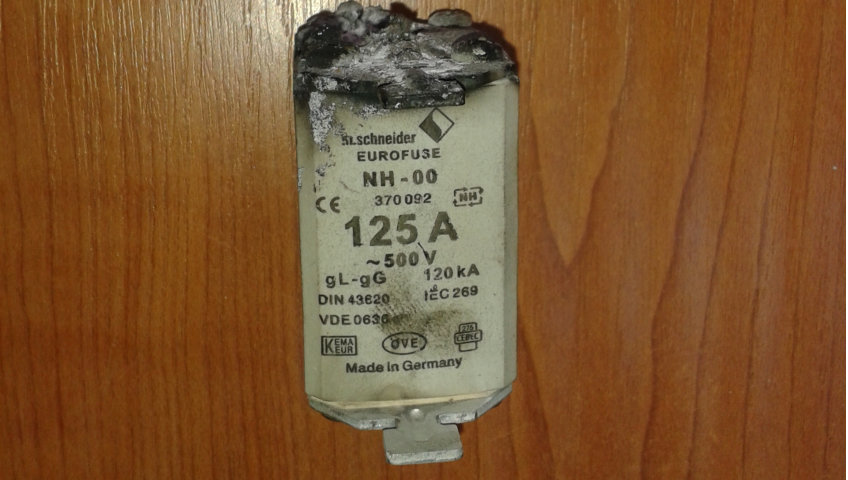 schneider
EUROFUSE
NH-00
CE 370 092 NH
125 A
~500 V
gL-gG 120 kA
DIN 43620 IEC 269
VDE 0636
KEMA KEUR ÖVE CEBEC
Made in Germany